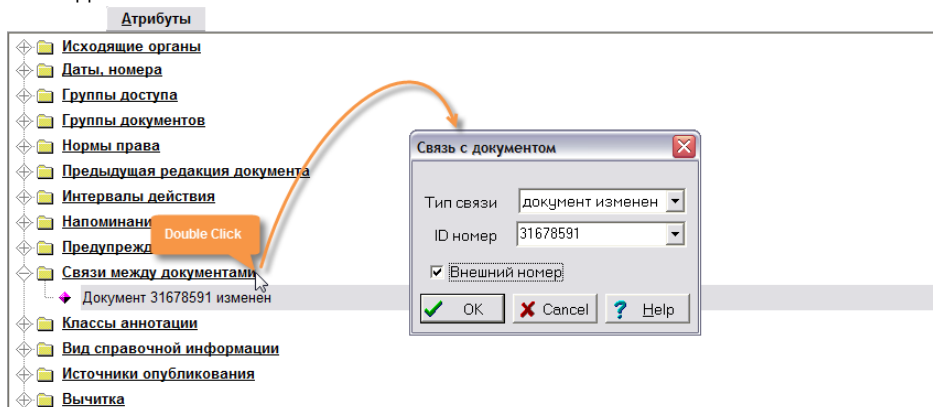 Атрибуты
Исходящие органы
Даты, номера
Группы доступа
Группы документов
Нормы права
Предыдущая редакция документа
Интервалы действия
Напоминани
Предупрежд
Связи между документами
Документ 31678591 изменен
Классы аннотации
Вид справочной информации
Источники опубликования
Вычитка
Double Click
Связь с документом
Тип связи документ изменен
ID номер 31678591
Внешний номер
OK Cancel ? Help